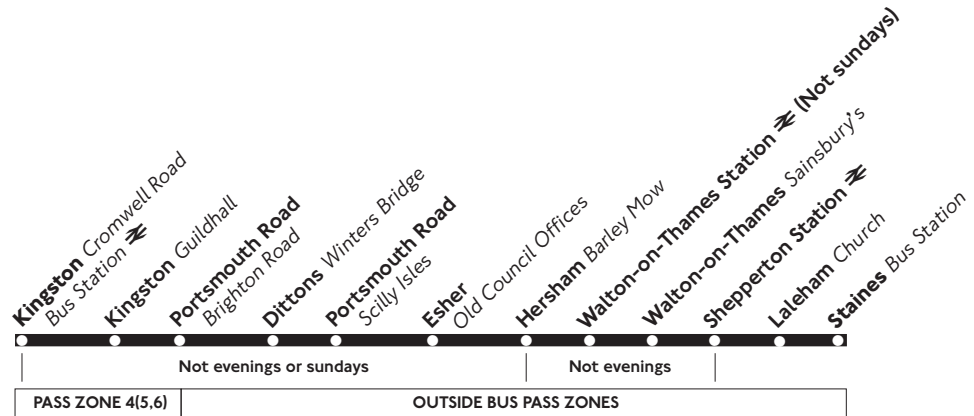 Kingston Cromwell Road
Bus Station
Kingston Guildhall
Portsmouth Road
Brighton Road
Dittons Winters Bridge
Portsmouth Road
Scilly Isles
Esher
Old Council Offices
Hersham Barley Mow
Walton-on-Thames Station (Not sundays)
Walton-on-Thames Sainsbury's
Shepperton Station
Laleham Church
Staines Bus Station
Not evenings or sundays
Not evenings
PASS ZONE 4(5,6)
OUTSIDE BUS PASS ZONES